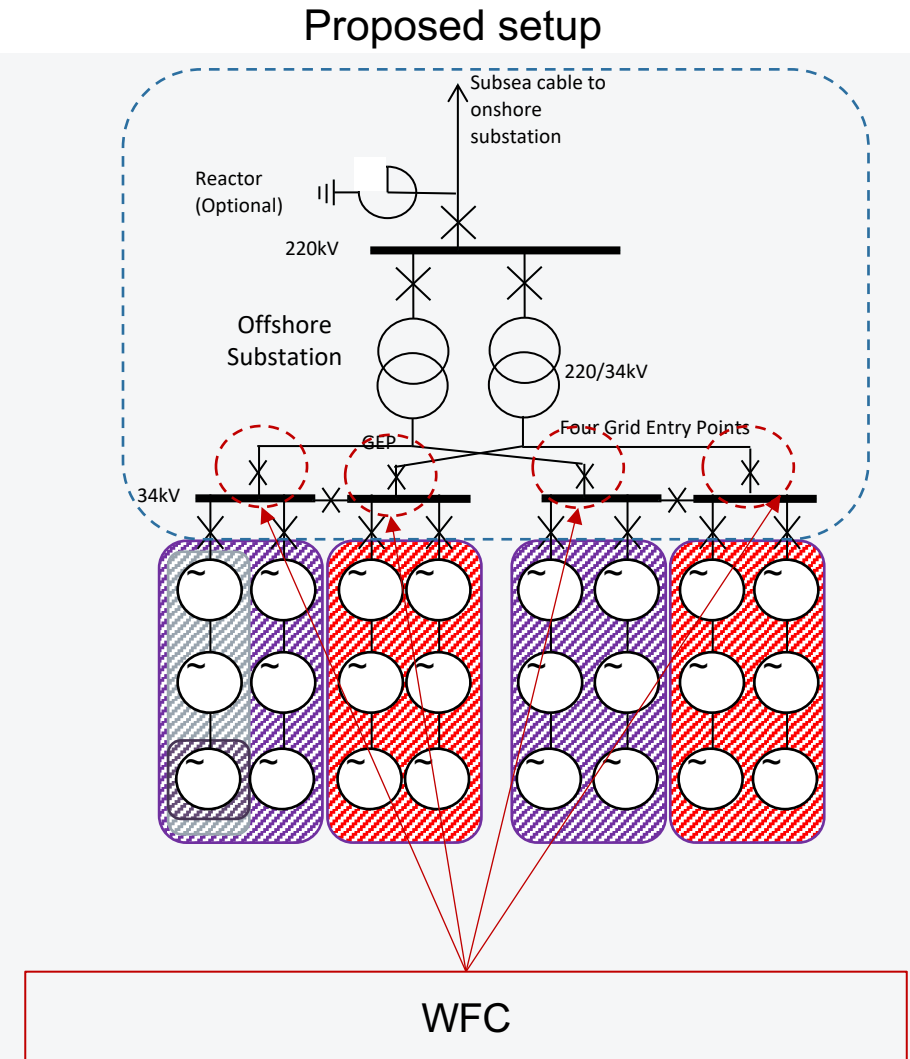 Proposed setup
Subsea cable to
onshore
substation
Reactor
(Optional)
220kV
Offshore
Substation
220/34kV
Four Grid Entry Points
GEP
34kV
~ ~ ~ ~ ~ ~ ~ ~
~ ~ ~ ~ ~ ~ ~ ~
~ ~ ~ ~ ~ ~ ~ ~
WFC